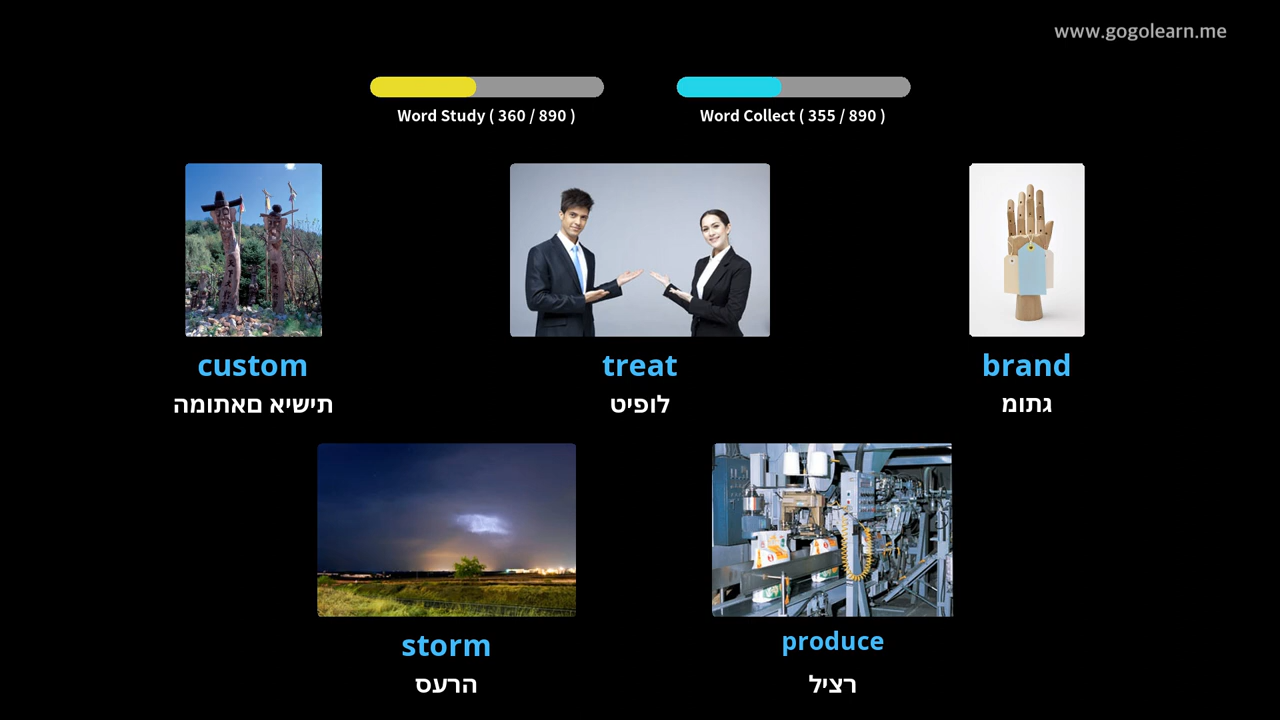 www.gogolearn.me
Word Study ( 360 / 890 )
Word Collect ( 355 / 890 )
custom
תישיא םאתומה
treat
לופיט
brand
גתומ
storm
הרעס
produce
רציל